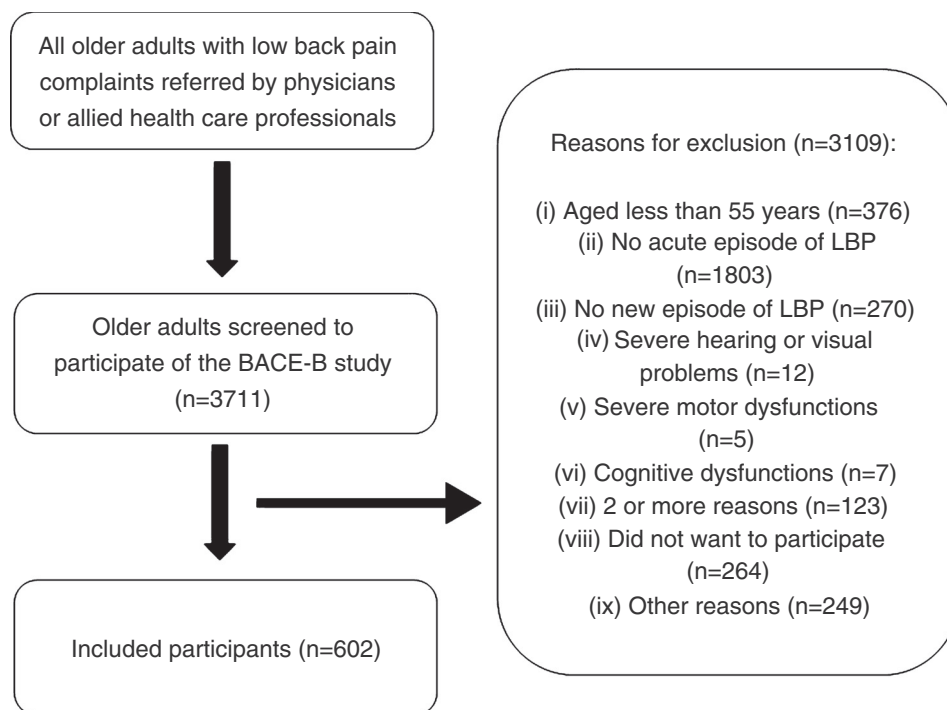 All older adults with low back pain
complaints referred by physicians
or allied health care professionals
Older adults screened to
participate of the BACE-B study
(n=3711)
Included participants (n=602)
Reasons for exclusion (n=3109):
(i) Aged less than 55 years (n=376)
(ii) No acute episode of LBP
(n=1803)
(iii) No new episode of LBP (n=270)
(iv) Severe hearing or visual
problems (n=12)
(v) Severe motor dysfunctions
(n=5)
(vi) Cognitive dysfunctions (n=7)
(vii) 2 or more reasons (n=123)
(viii) Did not want to participate
(n=264)
(ix) Other reasons (n=249)